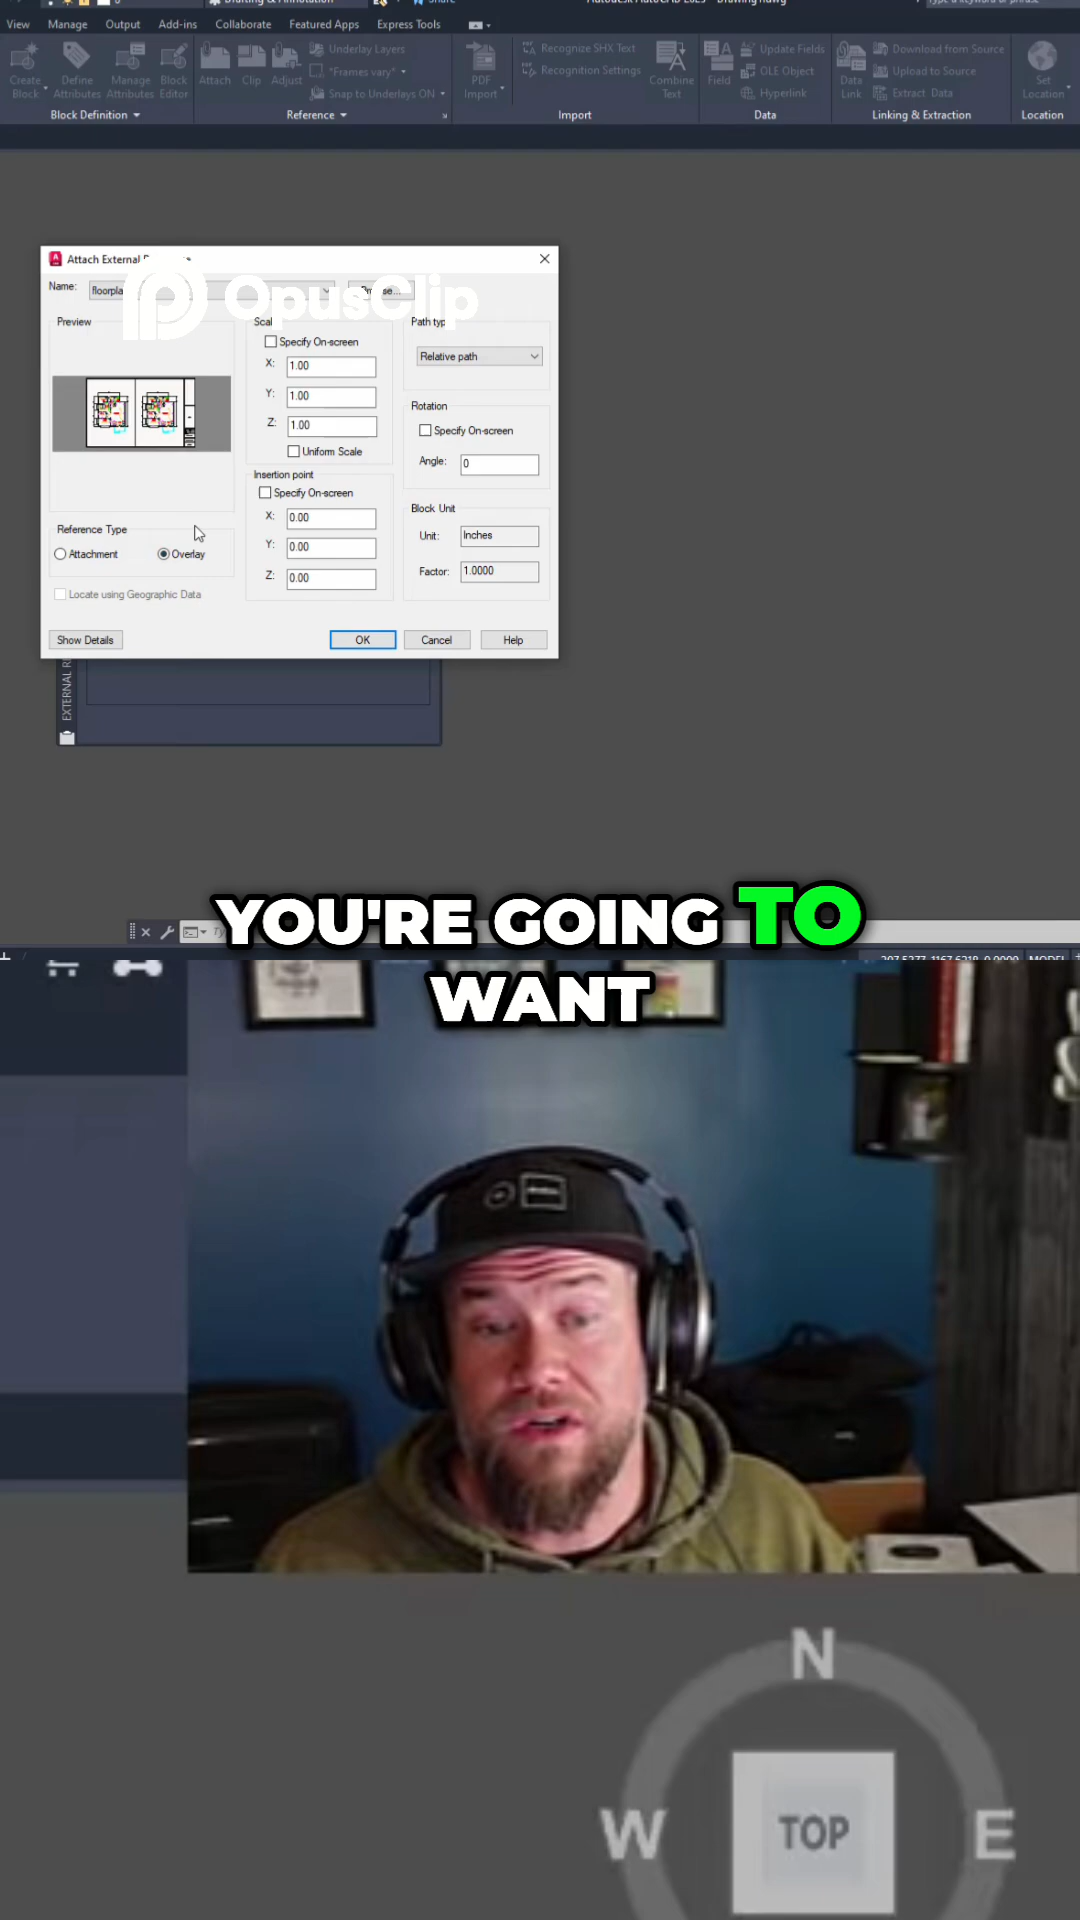 View Manage Output Add-ins Collaborate Featured Apps Express Tools
Create Block
Define Attributes
Manage Attributes
Block Editor
Block Definition
Attach Clip Adjust
Underlay Layers
*Frames vary*
Snap to Underlays ON
Reference
PDF Import
Recognize SHX Text
Recognition Settings
Combine Text
Import
Field
Update Fields
OLE Object
Hyperlink
Data
Data Link
Download from Source
Upload to Source
Extract Data
Linking & Extraction
Set Location
Location
Attach External
OpusClip
Name:
Preview
Specify On-screen
X: 1.00
Y: 1.00
Z: 1.00
Uniform Scale
Insertion point
Specify On-screen
X: 0.00
Y: 0.00
Z: 0.00
Relative path
Rotation
Specify On-screen
Angle: 0
Block Unit
Unit: Inches
Factor: 1.0000
Reference Type
Attachment Overlay
Locate using Geographic Data
Show Details OK Cancel Help
YOU'RE GOING TO
WANT
N
W TOP E